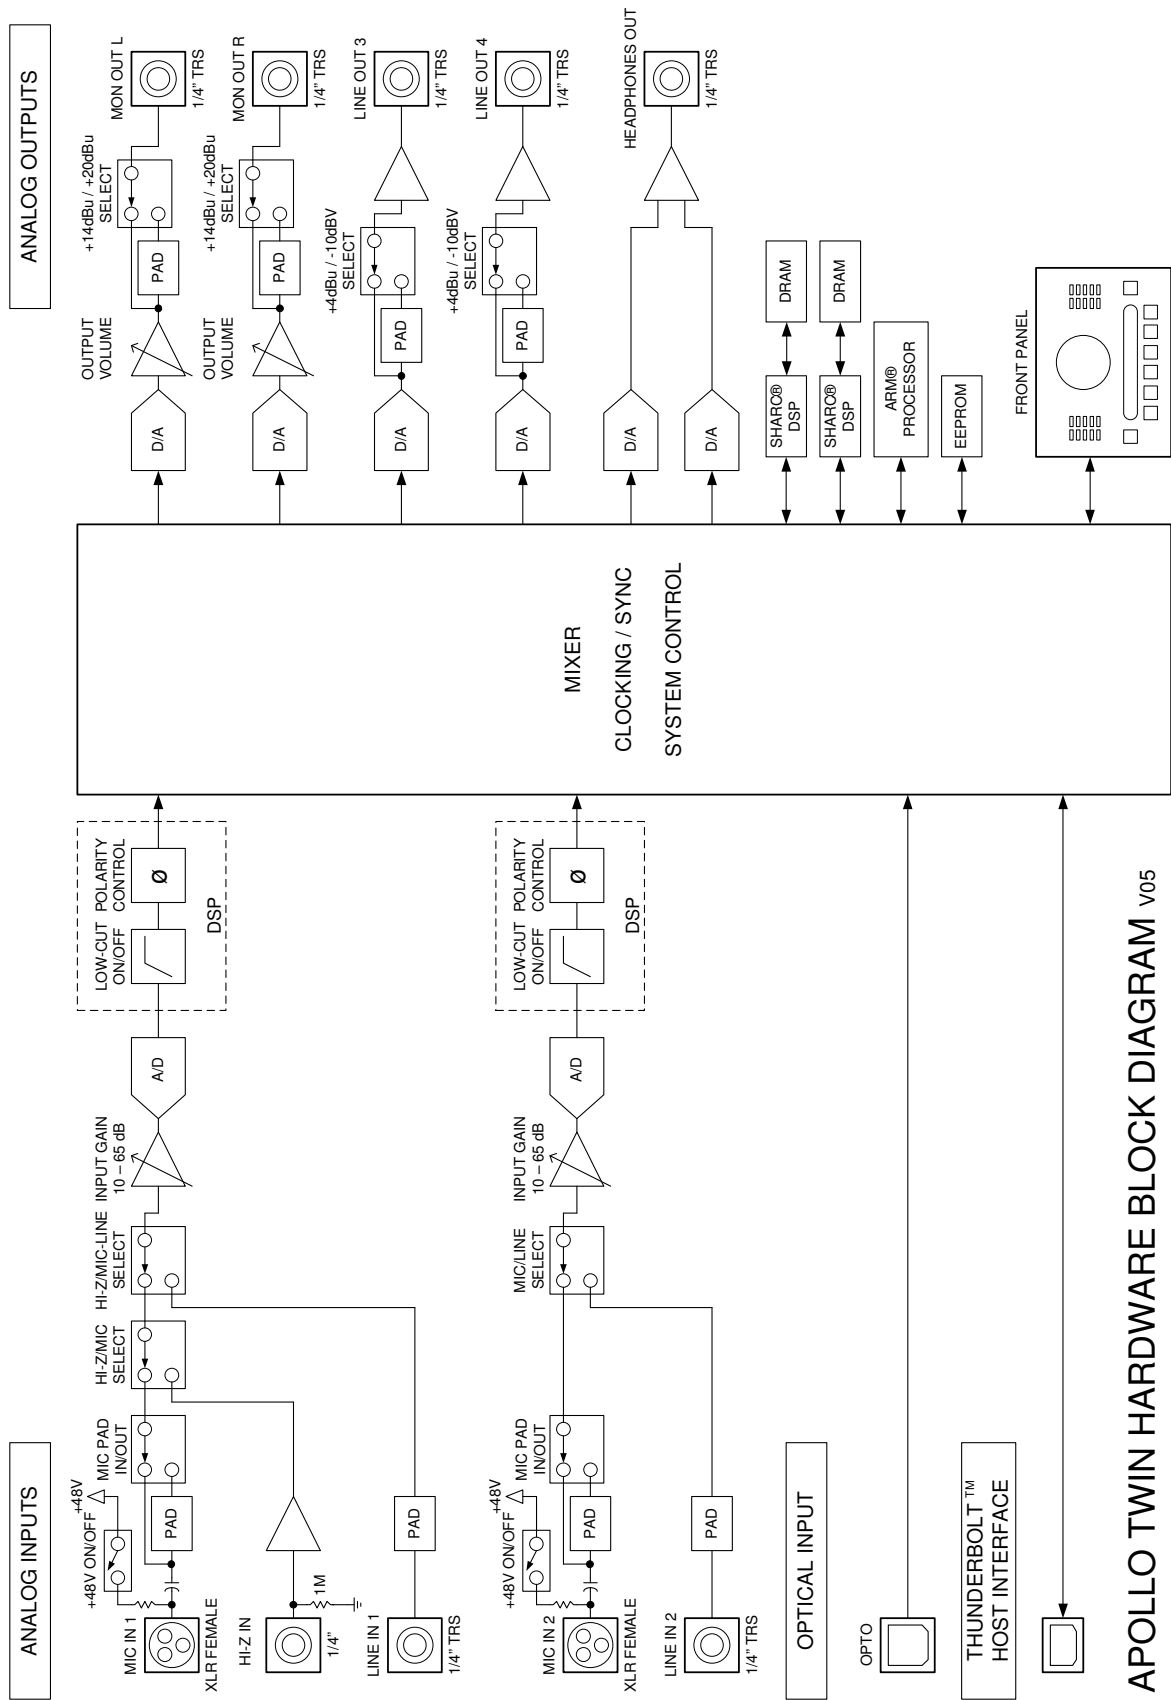 ANALOG INPUTS
+48V ON/OFF
+48V
MIC IN 1
XLR FEMALE
PAD
MIC PAD
IN/OUT
HI-Z/MIC
SELECT
HI-Z/MIC-LINE
SELECT
INPUT GAIN
10 – 65 dB
A/D
LOW-CUT
ON/OFF
POLARITY
CONTROL
Ø
DSP
HI-Z IN
1/4"
1M
LINE IN 1
1/4" TRS
PAD
+48V ON/OFF
+48V
MIC IN 2
XLR FEMALE
PAD
MIC PAD
IN/OUT
MIC/LINE
SELECT
INPUT GAIN
10 – 65 dB
A/D
LOW-CUT
ON/OFF
POLARITY
CONTROL
Ø
DSP
LINE IN 2
1/4" TRS
PAD
OPTICAL INPUT
OPTO
THUNDERBOLT™
HOST INTERFACE
MIXER
CLOCKING / SYNC
SYSTEM CONTROL
ANALOG OUTPUTS
D/A
OUTPUT
VOLUME
PAD
+14dBu / +20dBu
SELECT
MON OUT L
1/4" TRS
D/A
OUTPUT
VOLUME
PAD
+14dBu / +20dBu
SELECT
MON OUT R
1/4" TRS
D/A
PAD
+4dBu / -10dBV
SELECT
LINE OUT 3
1/4" TRS
D/A
PAD
+4dBu / -10dBV
SELECT
LINE OUT 4
1/4" TRS
D/A
D/A
HEADPHONES OUT
1/4" TRS
SHARC®
DSP
DRAM
SHARC®
DSP
DRAM
ARM®
PROCESSOR
EEPROM
FRONT PANEL
APOLLO TWIN HARDWARE BLOCK DIAGRAM V05